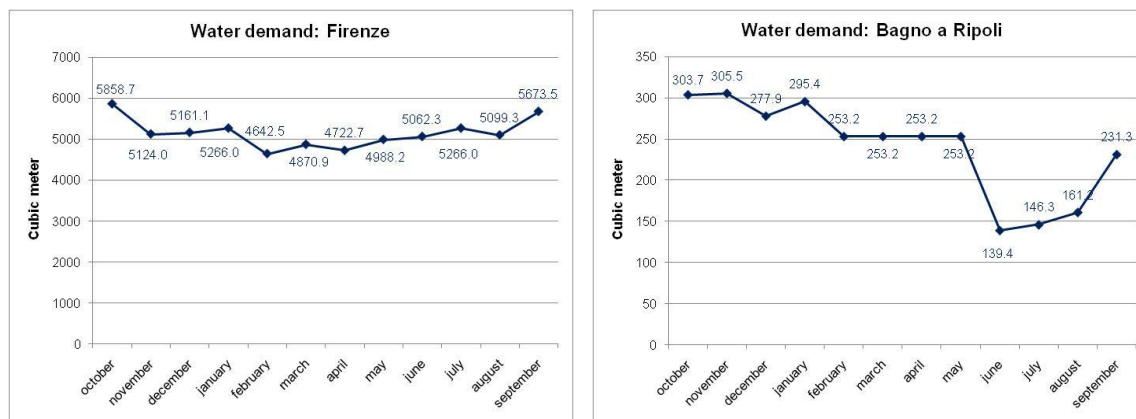 Water demand: Firenze
Cubic meter
7000
6000
5000
4000
3000
2000
1000
0
5858.7
5124.0
5161.1
5266.0
4642.5
4870.9
4722.7
4988.2
5062.3
5266.0
5099.3
5673.5
october
november
december
january
february
march
april
may
june
july
august
september
Water demand: Bagno a Ripoli
Cubic meter
350
300
250
200
150
100
50
0
303.7
305.5
277.9
295.4
253.2
253.2
253.2
253.2
139.4
146.3
161.2
231.3
october
november
december
january
february
march
april
may
june
july
august
september